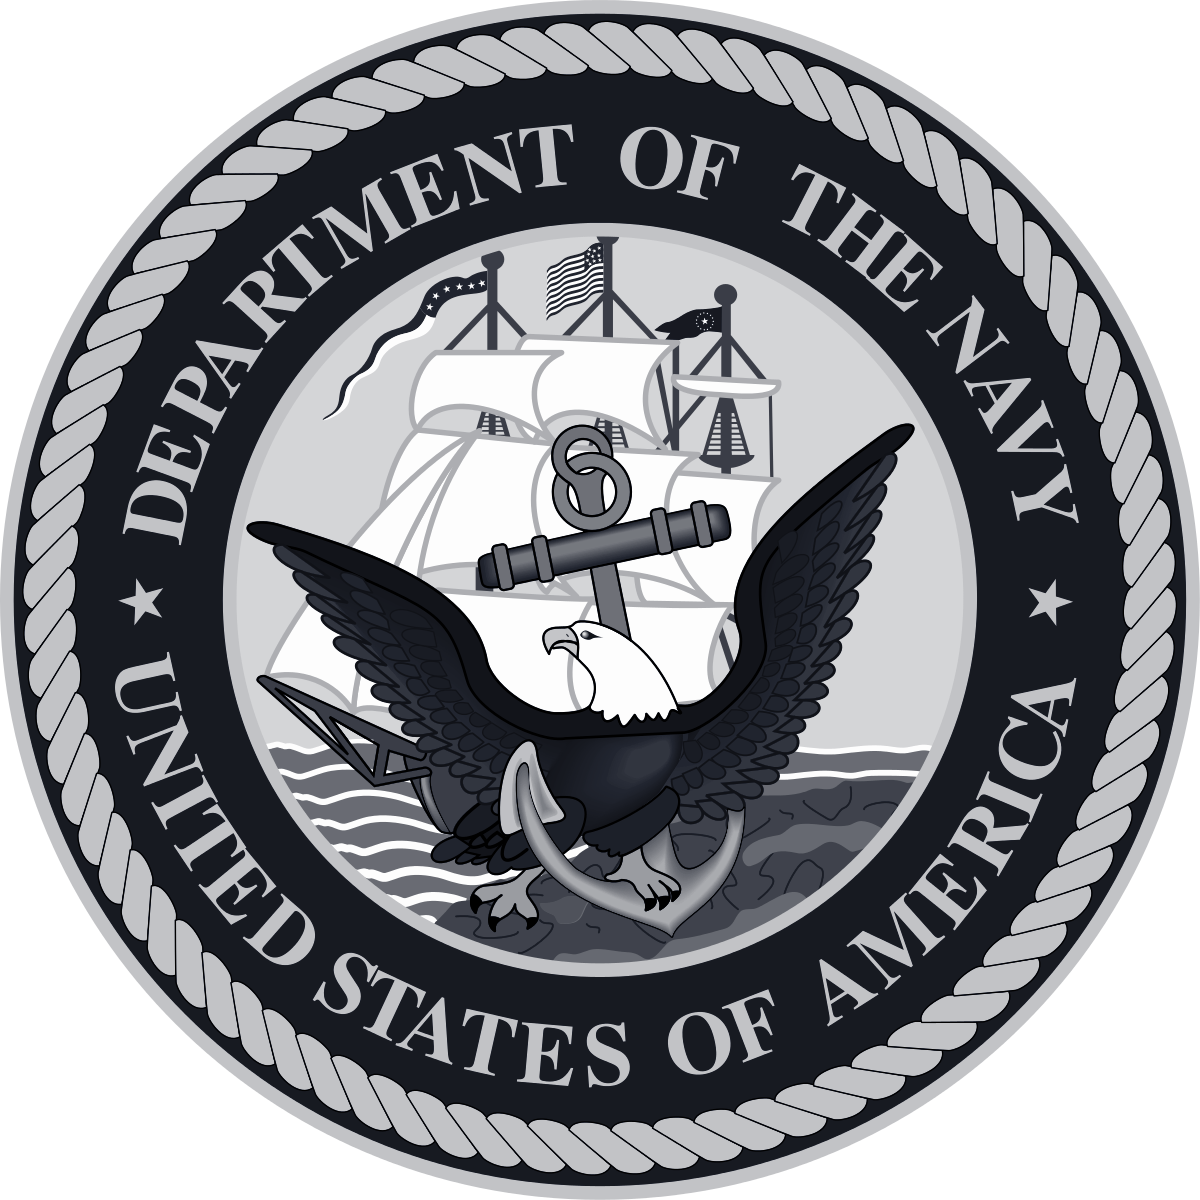 DEPARTMENT OF THE NAVY
UNITED STATES OF AMERICA